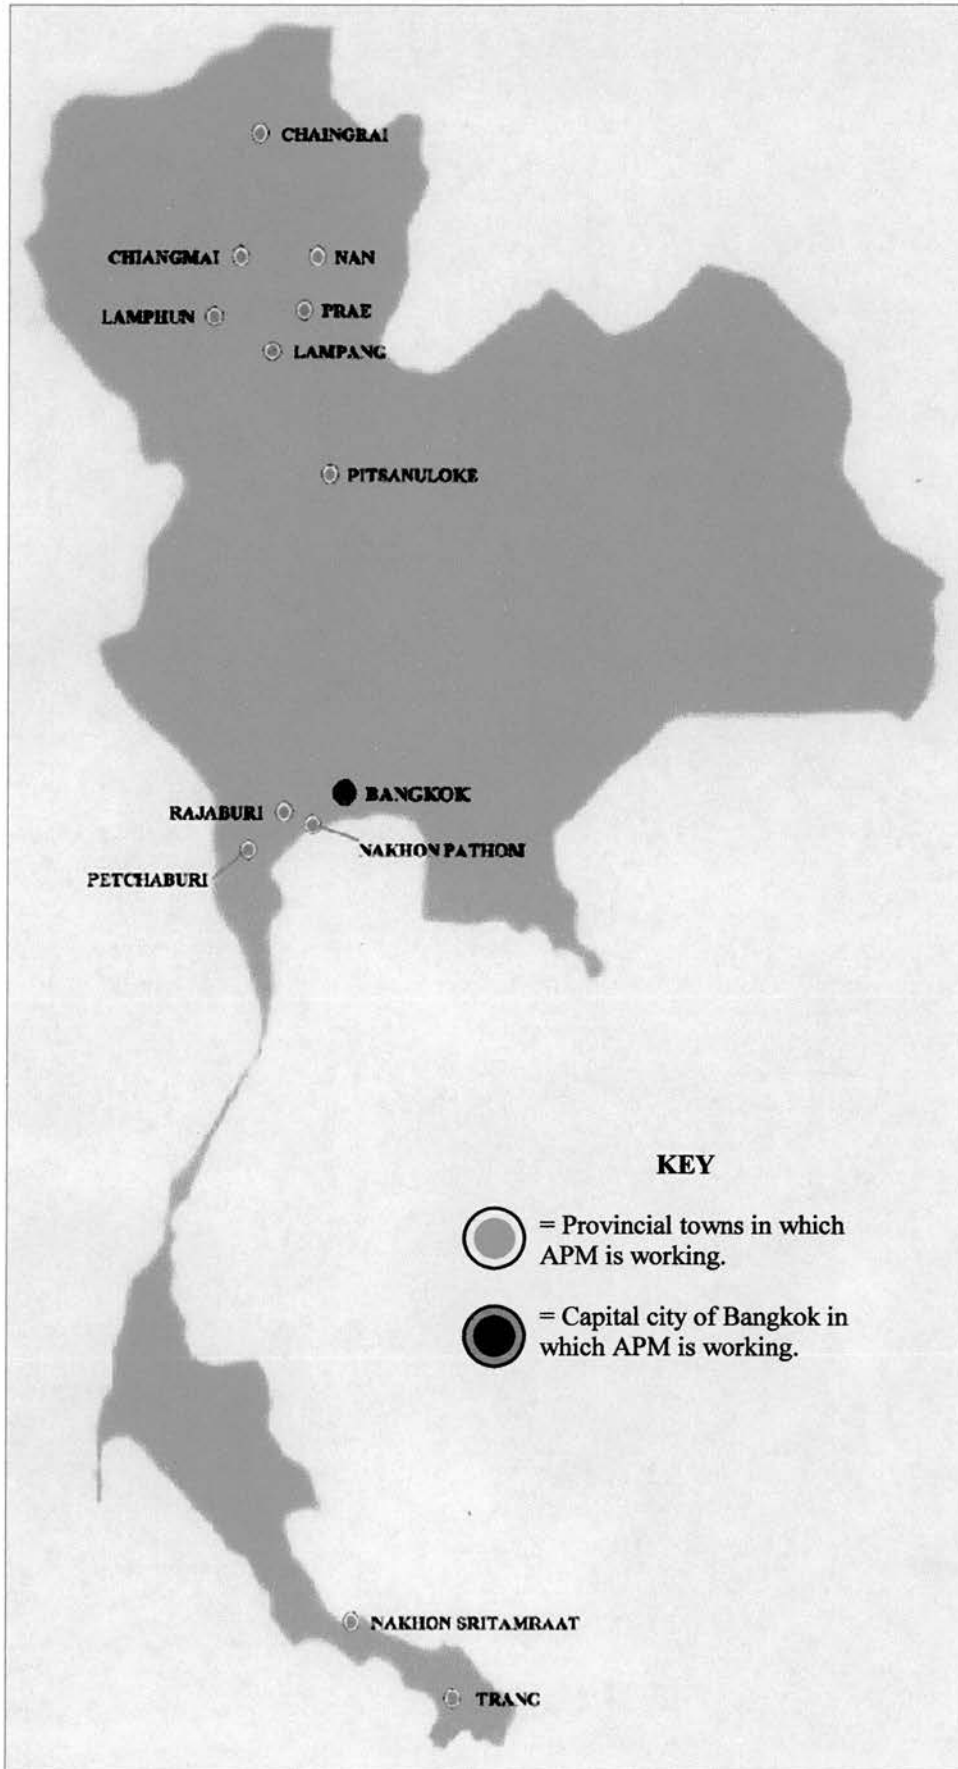 CHAINGRAI
CHIANGMAI
NAN
LAMPHUN
PRAE
LAMPANG
PITSANULOKE
BANGKOK
RAJABURI
NAKHON PATHOM
PETCHABURI
KEY
= Provincial towns in which
APM is working.
= Capital city of Bangkok in
which APM is working.
NAKHON SRITAMRAAT
TRANG